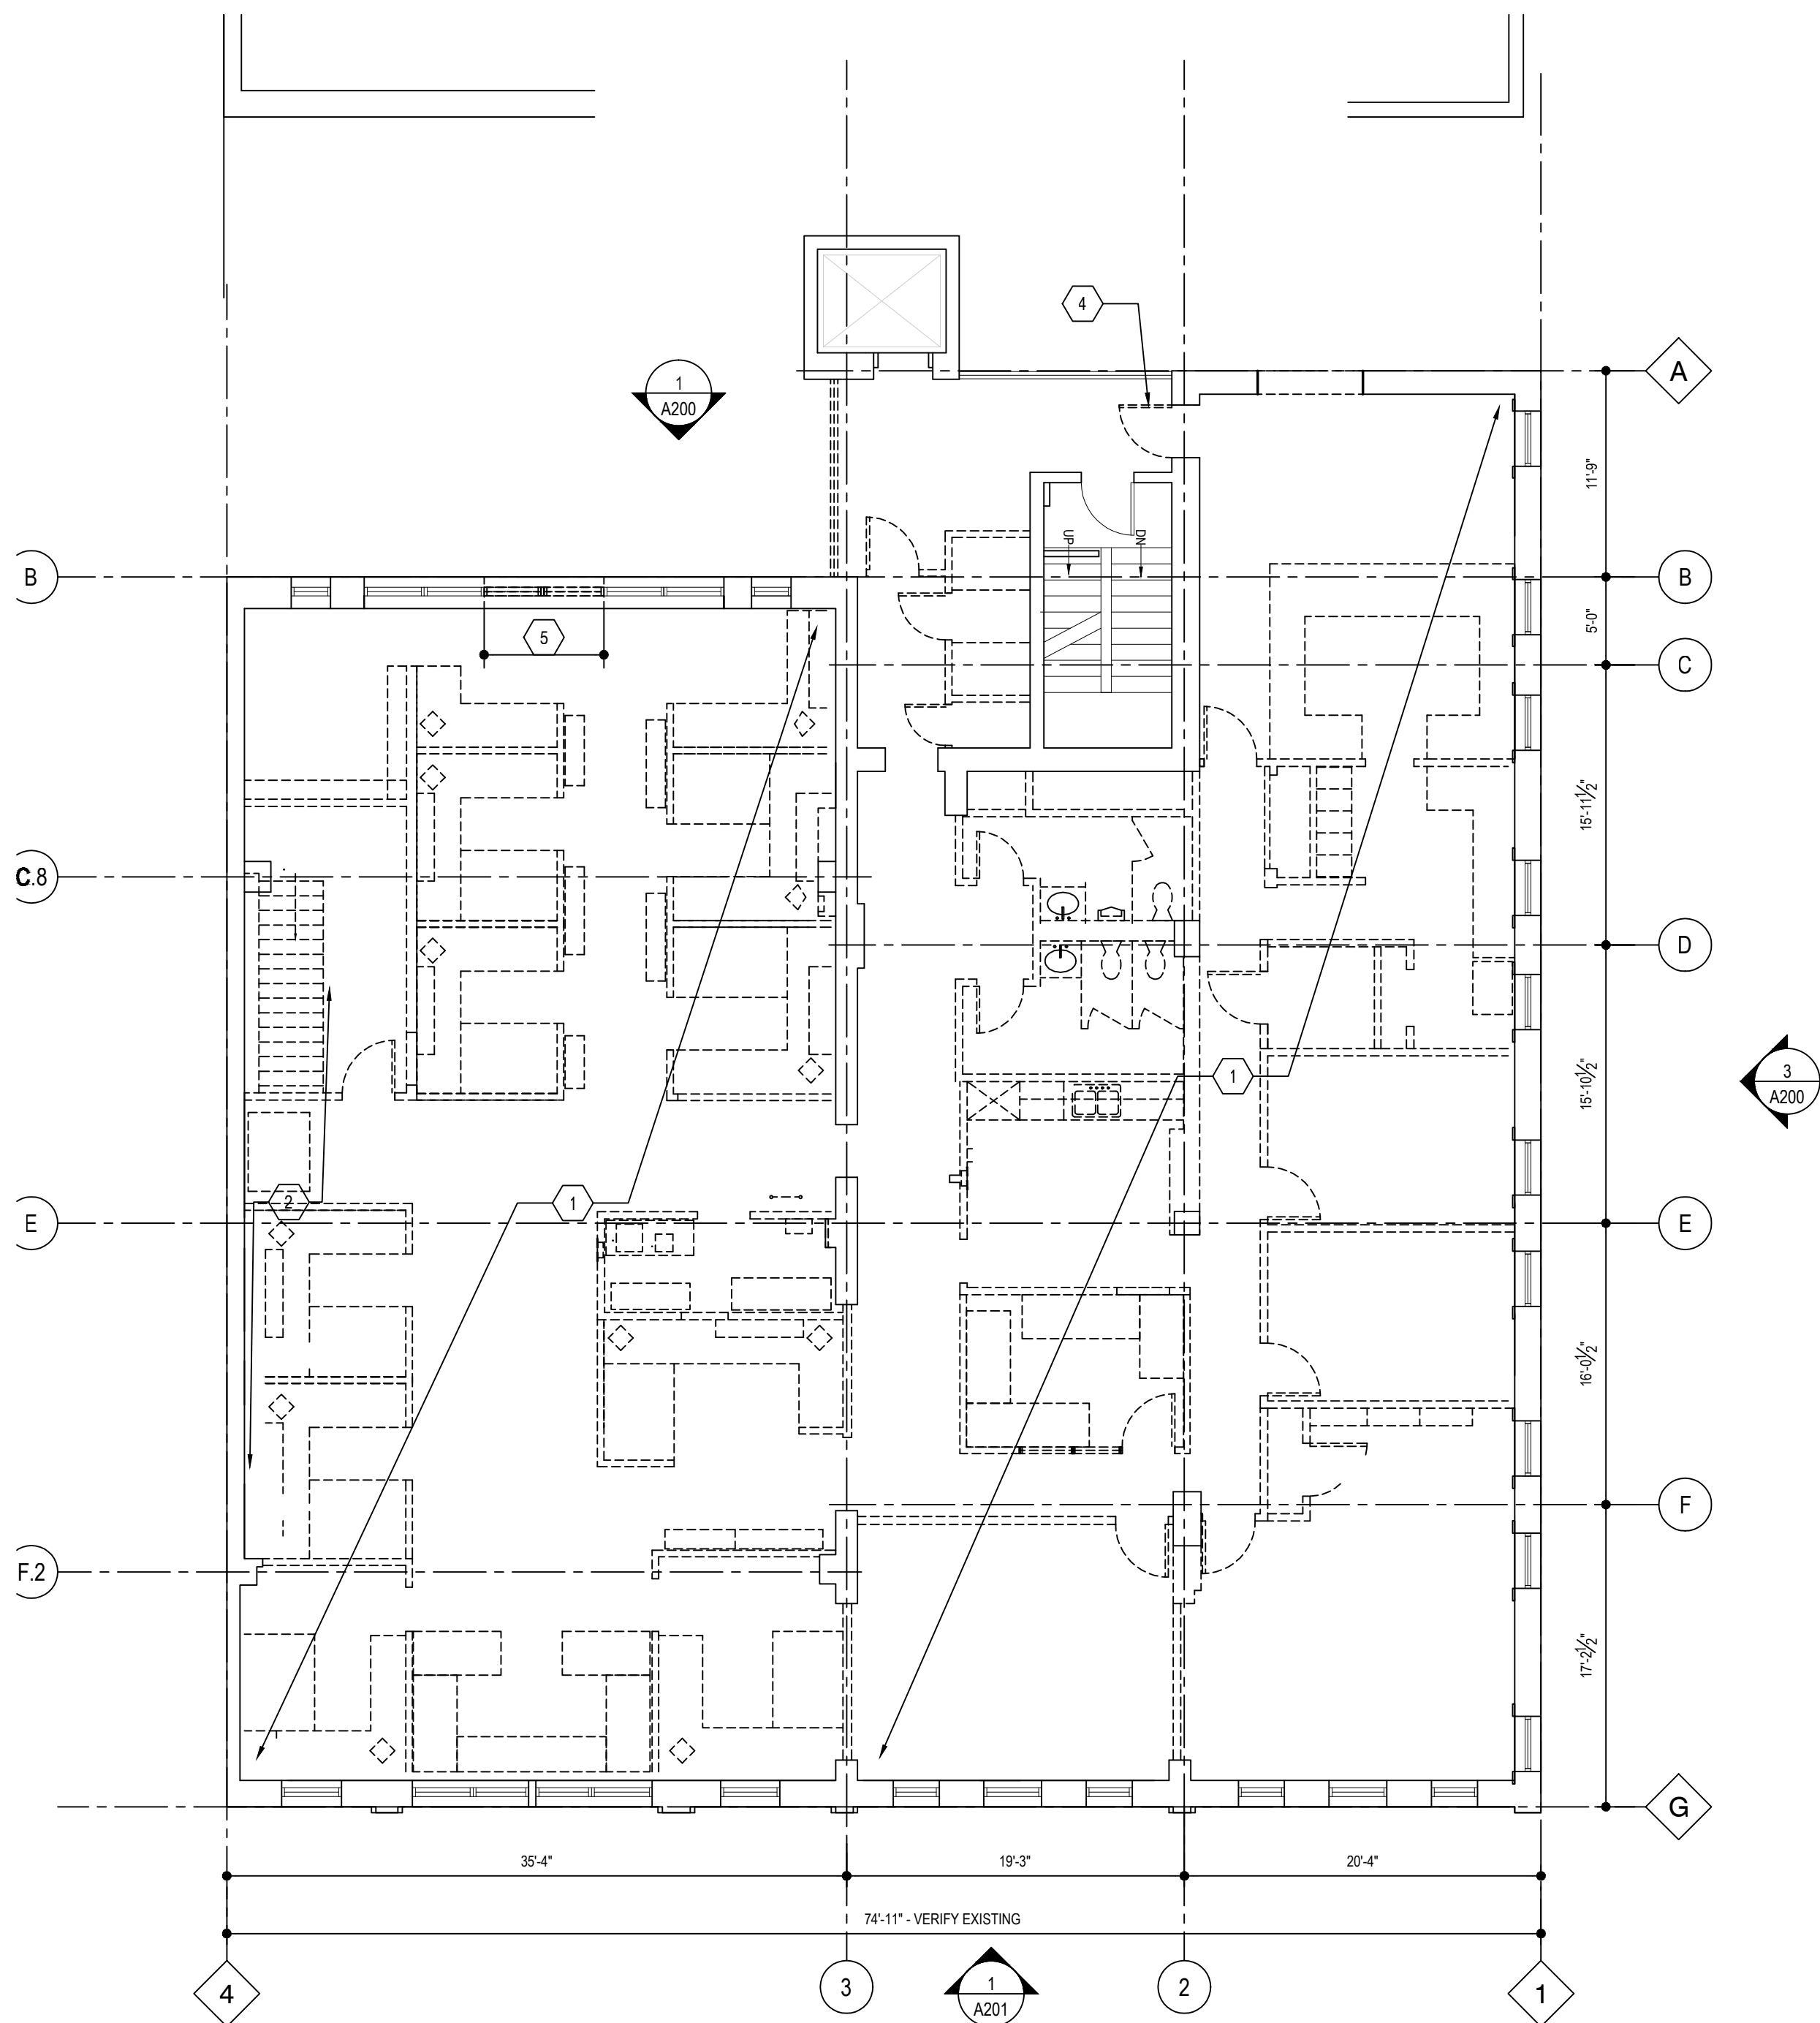 4
1
A200
A
11'-9"
UP
DN
B
B
5
5'-0"
C
15'-11 1/2"
C.8
D
1
15'-10 1/2"
3
A200
2
1
E
E
16'-0 1/2"
F
F.2
17'-2 1/2"
G
35'-4"
19'-3"
20'-4"
74'-11" - VERIFY EXISTING
4
3
1
A201
2
1